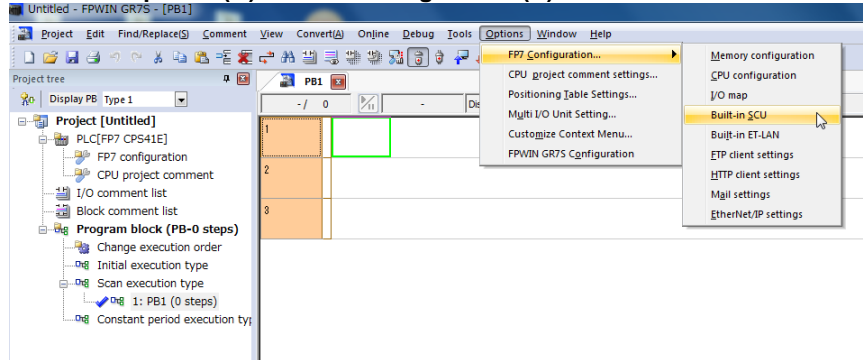 Untitled - FPWIN GR7S - [PB1]
Project Edit Find/Replace(S) Comment View Convert(A) Online Debug Tools Options Window Help
Project tree
Display PB Type 1
Project [Untitled]
PLC[FP7 CPS41E]
FP7 configuration
CPU project comment
I/O comment list
Block comment list
Program block (PB-0 steps)
Change execution order
Initial execution type
Scan execution type
1: PB1 (0 steps)
Constant period execution typ
PB1
-/ 0 - Dis
1
2
3
FP7 Configuration...
CPU project comment settings...
Positioning Table Settings...
Multi I/O Unit Setting...
Customize Context Menu...
FPWIN GR7S Configuration
Memory configuration
CPU configuration
I/O map
Built-in SCU
Built-in ET-LAN
FTP client settings
HTTP client settings
Mail settings
EtherNet/IP settings